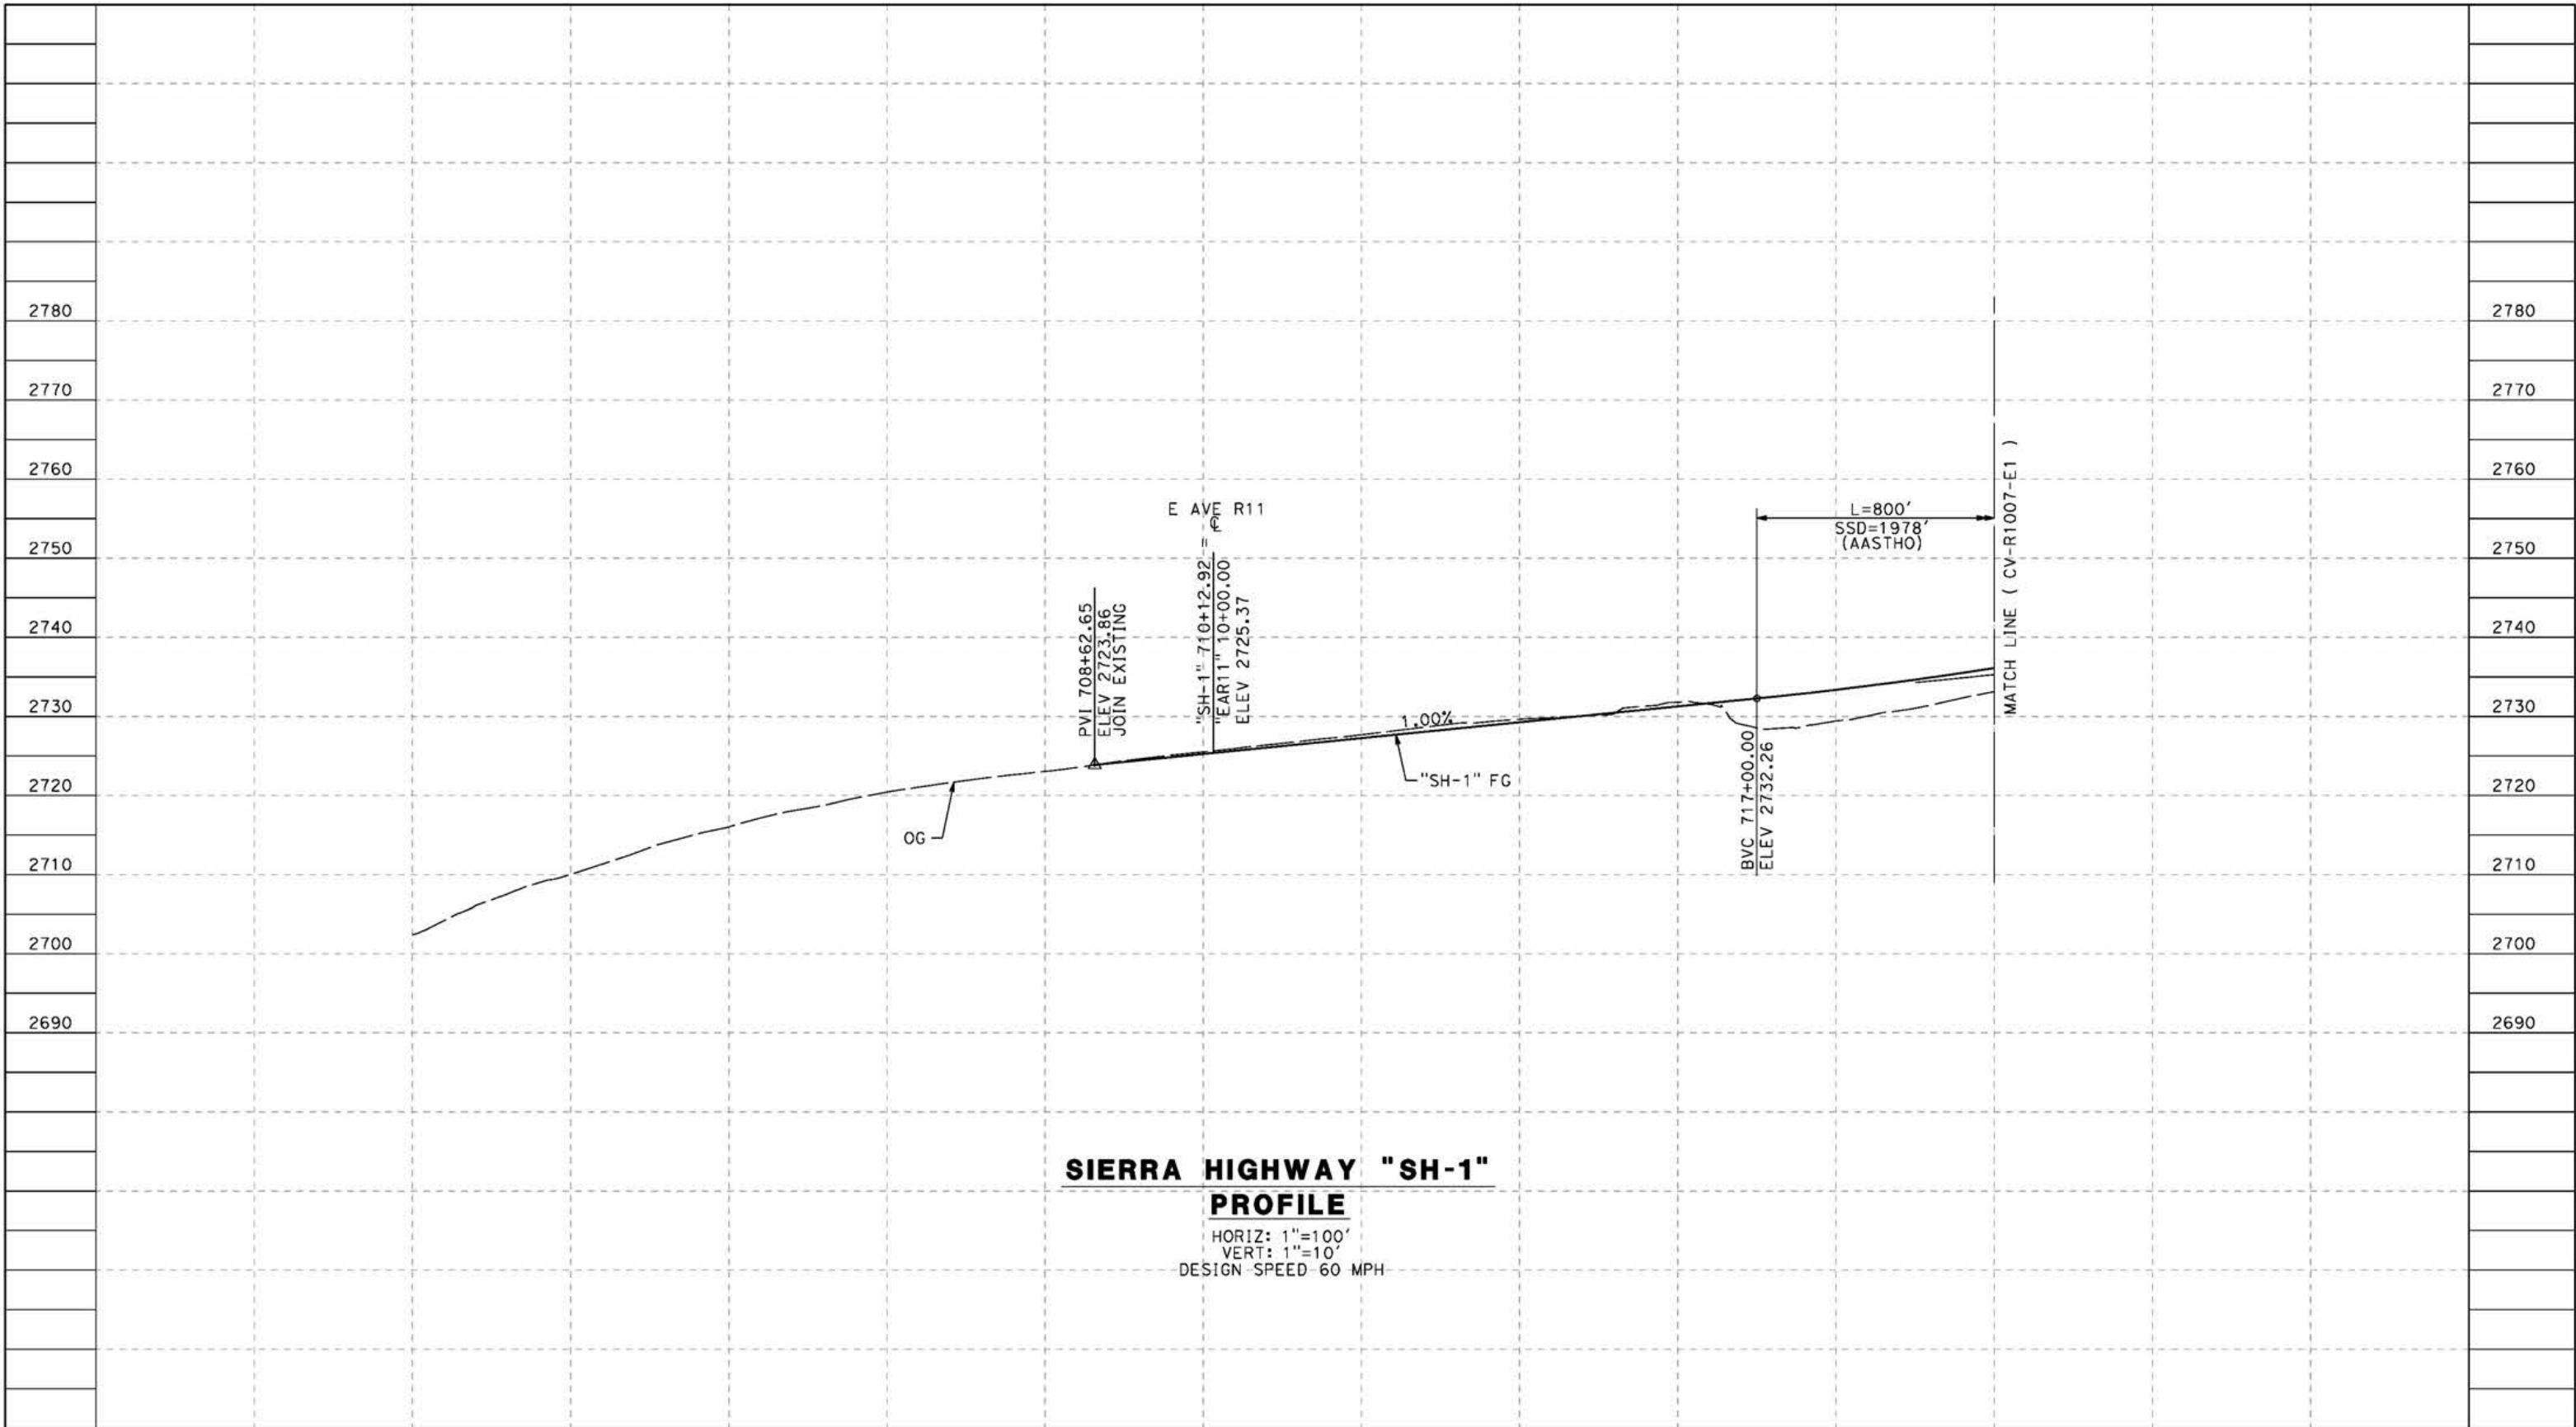 2780
2770
2760
2750
2740
2730
2720
2710
2700
2690
OG
PVI 708+62.65
ELEV 2723.86
JOIN EXISTING
E AVE R11
℄
"SH-1" 710+12.92 =
"EAR11" 10+00.00
ELEV 2725.37
1.00%
"SH-1" FG
BVC 717+00.00
ELEV 2732.26
L=800'
SSD=1978'
(AASTHO)
MATCH LINE ( CV-R1007-E1 )
2780
2770
2760
2750
2740
2730
2720
2710
2700
2690
SIERRA HIGHWAY "SH-1"
PROFILE
HORIZ: 1"=100'
VERT: 1"=10'
DESIGN SPEED 60 MPH